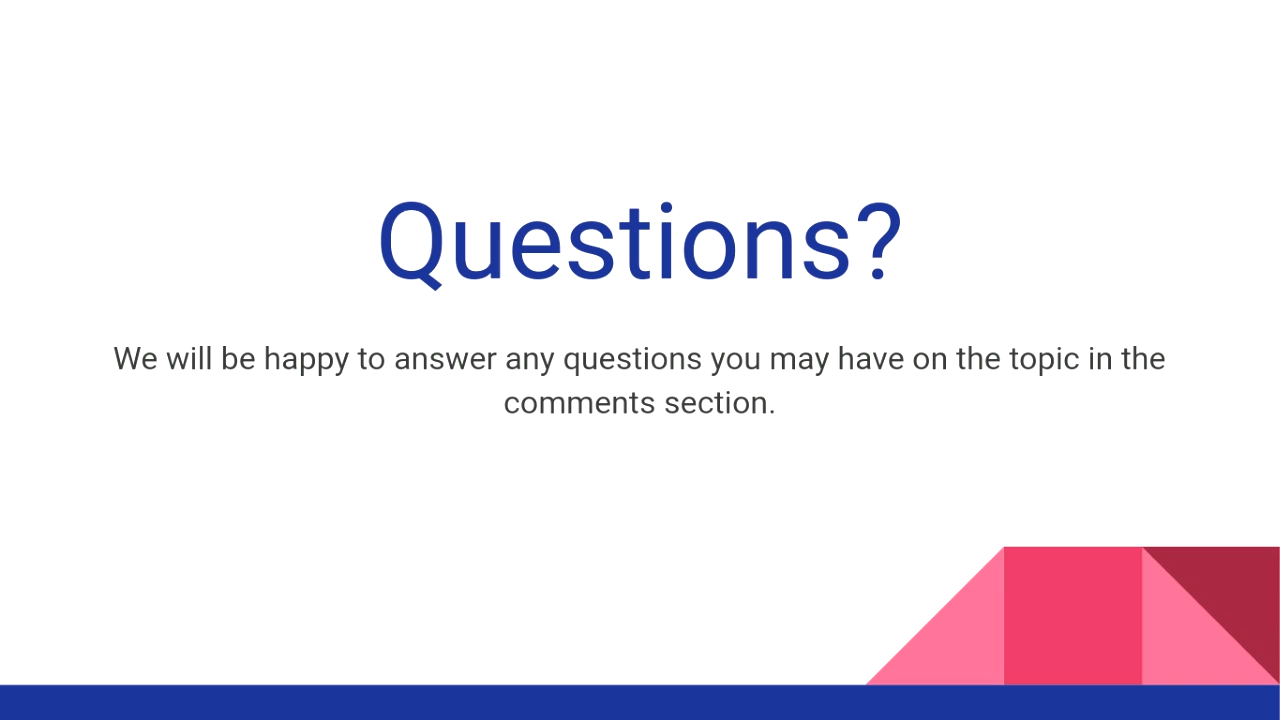 Questions?
We will be happy to answer any questions you may have on the topic in the
comments section.